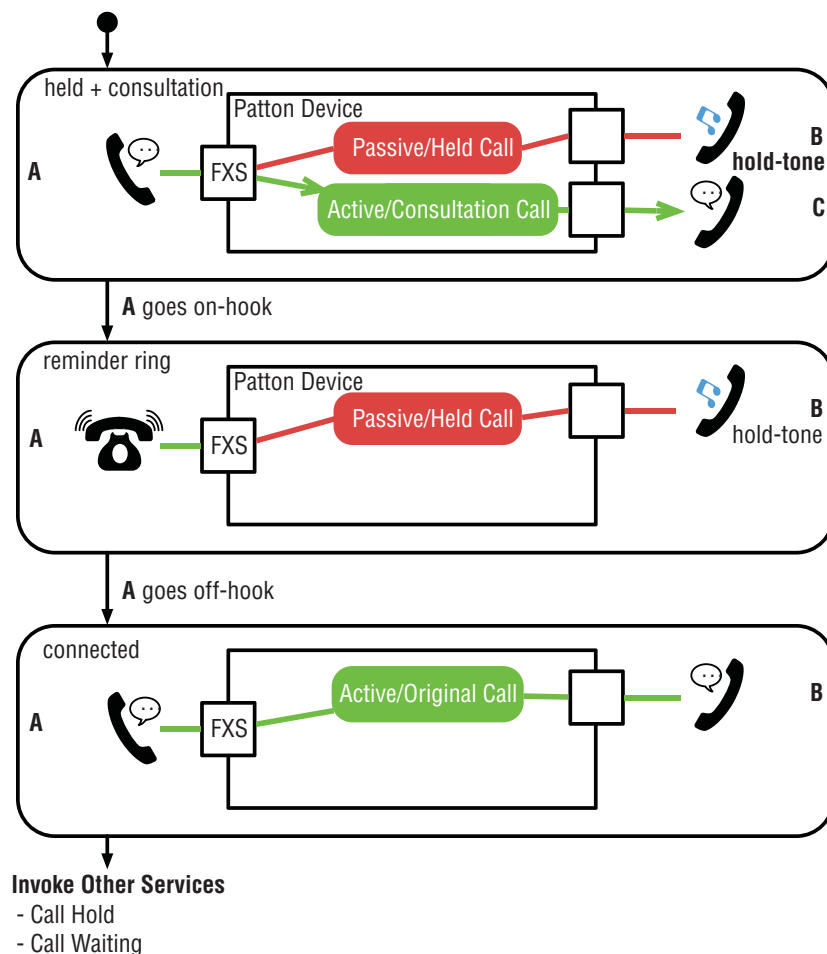 held + consultation
Patton Device
Passive/Held Call
B
hold-tone
A
FXS
Active/Consultation Call
C
A goes on-hook
reminder ring
Patton Device
Passive/Held Call
B
hold-tone
A
FXS
A goes off-hook
connected
Active/Original Call
A
FXS
B
Invoke Other Services
- Call Hold
- Call Waiting